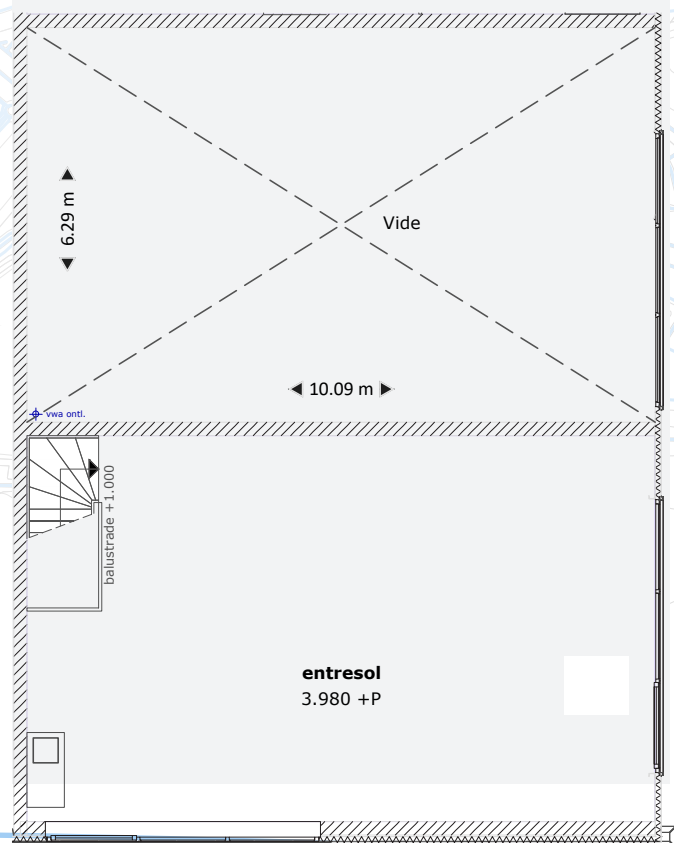 6.29 m
Vide
10.09 m
vwa ontl.
balustrade +1.000
entresol
3.980 +P